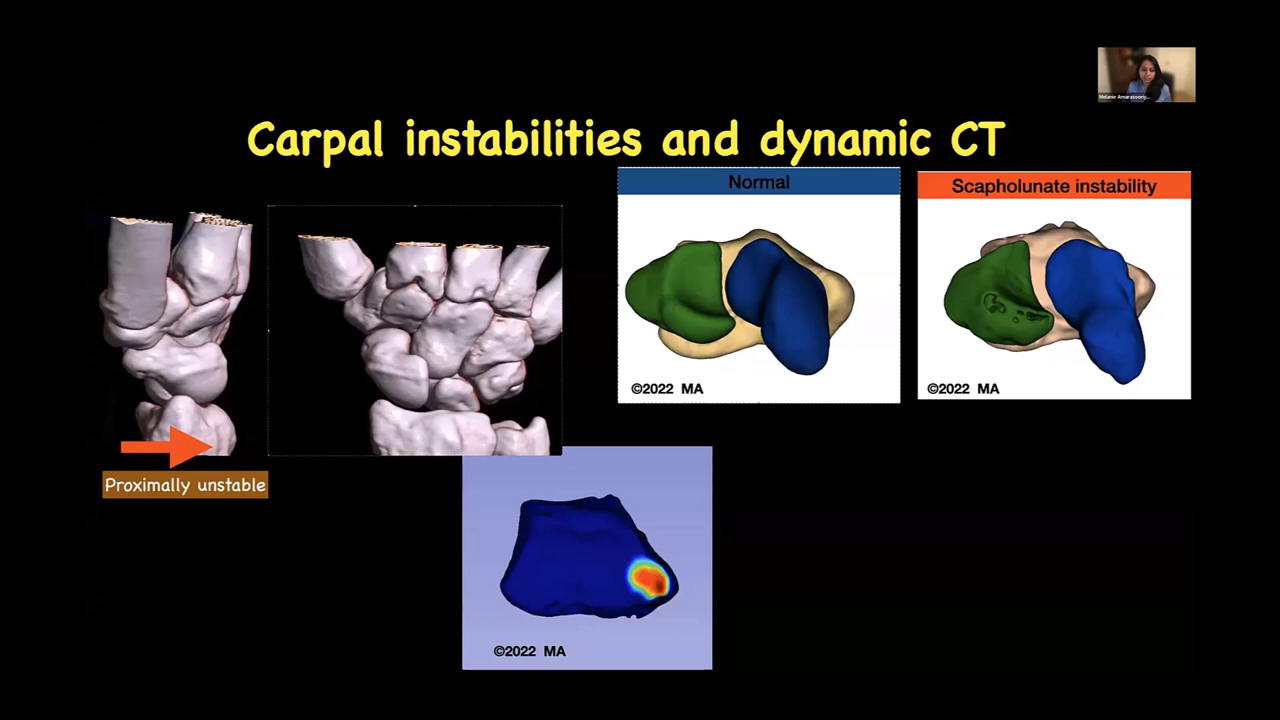 Carpal instabilities and dynamic CT
Normal
Scapholunate instability
©2022 MA
©2022 MA
Proximally unstable
©2022 MA